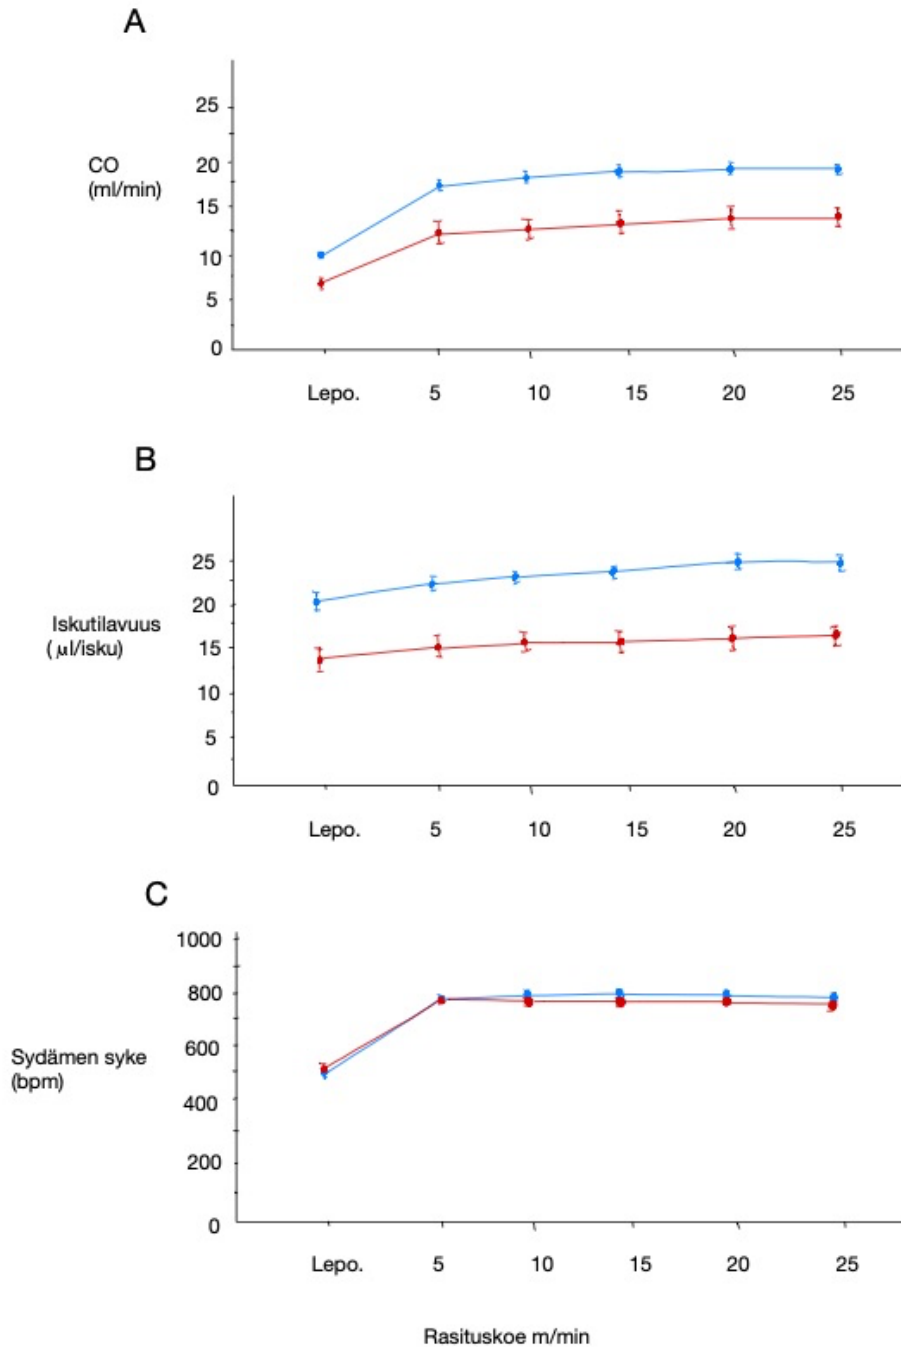 A
CO
(ml/min)
25
20
15
10
5
0
Lepo. 5 10 15 20 25
B
Iskutilavuus
(µl/isku)
25
20
15
10
5
0
Lepo. 5 10 15 20 25
C
Sydämen syke
(bpm)
1000
800
600
400
200
0
Lepo. 5 10 15 20 25
Rasituskoe m/min